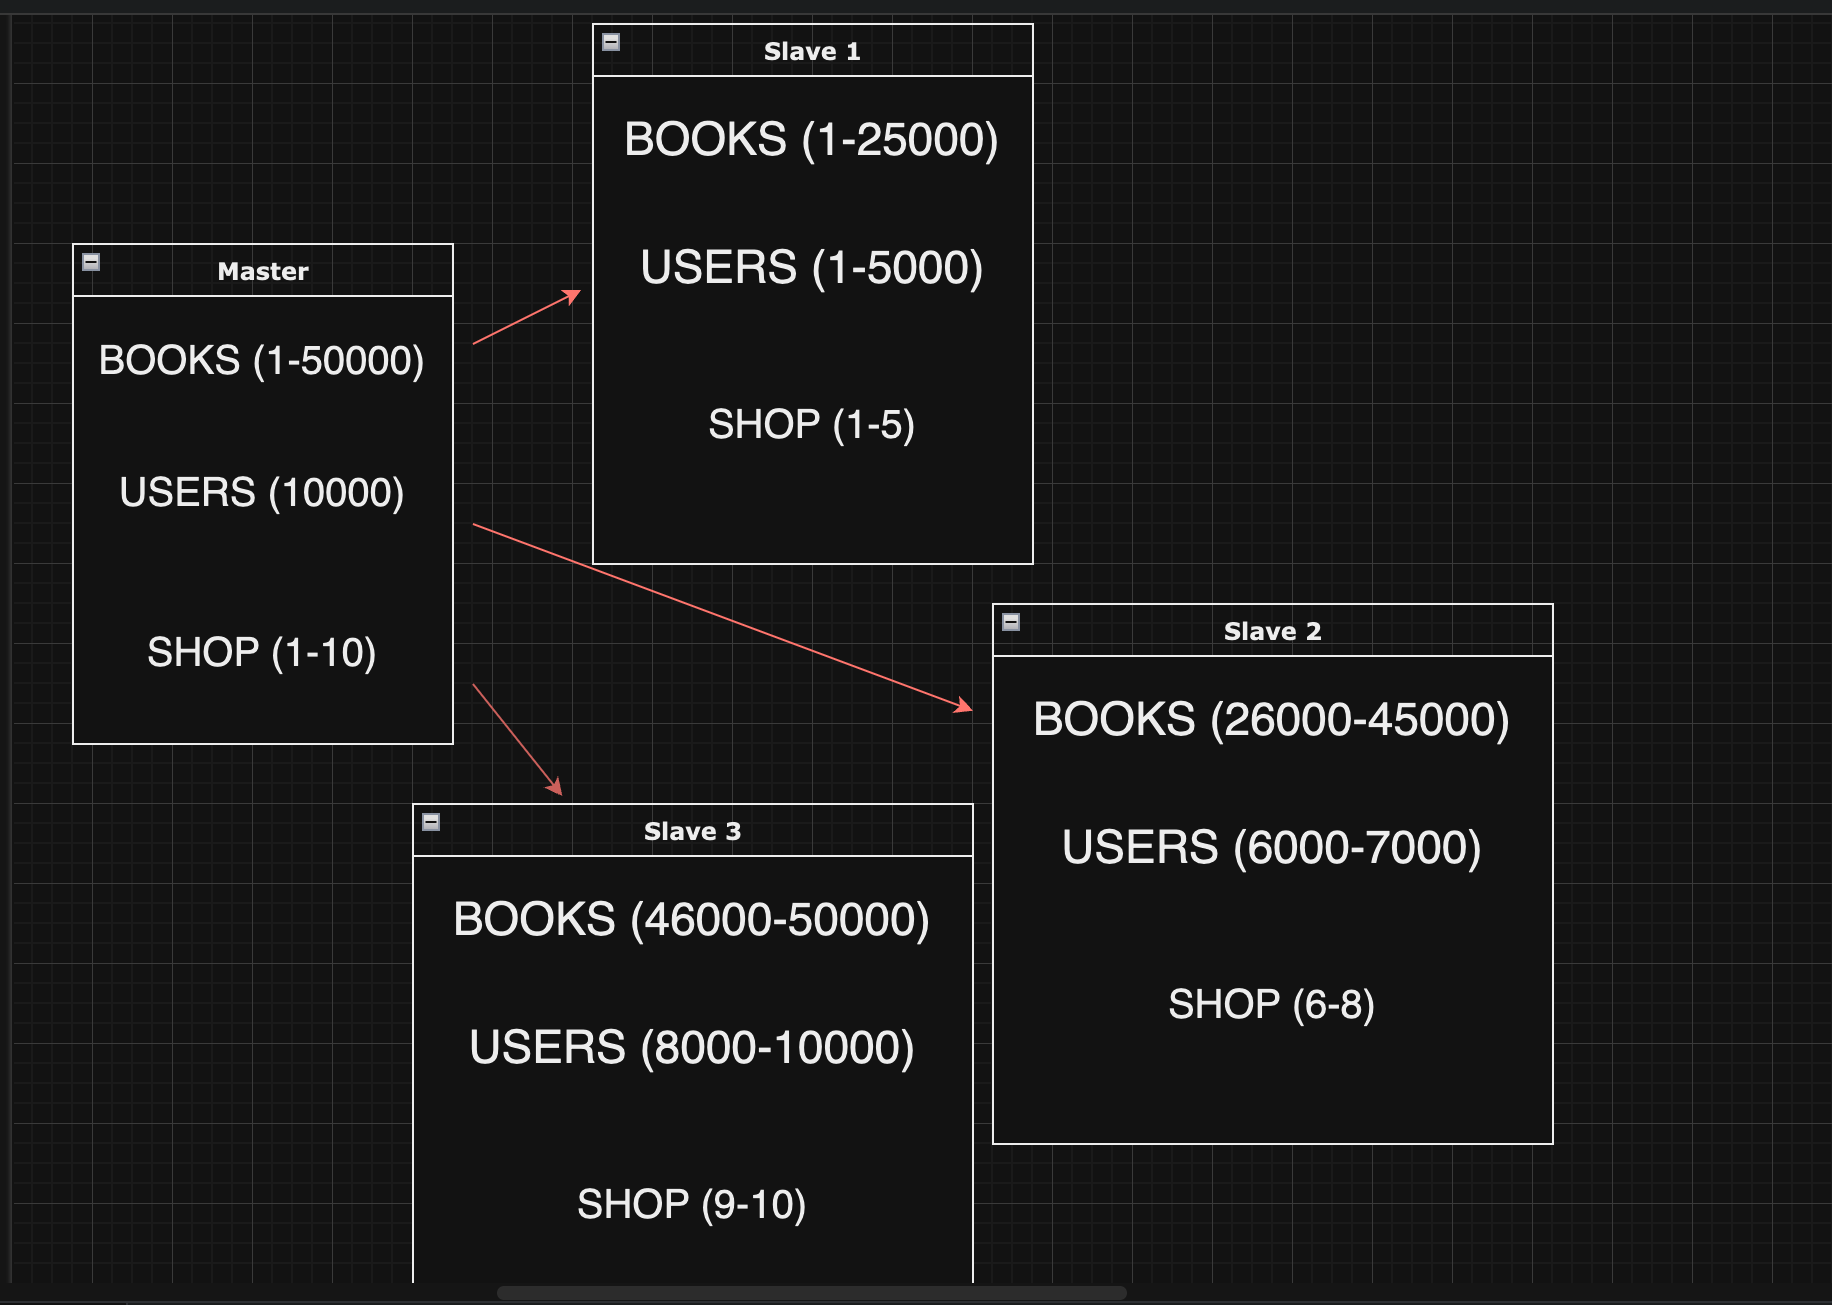 Master
BOOKS (1-50000)
USERS (10000)
SHOP (1-10)
Slave 1
BOOKS (1-25000)
USERS (1-5000)
SHOP (1-5)
Slave 2
BOOKS (26000-45000)
USERS (6000-7000)
SHOP (6-8)
Slave 3
BOOKS (46000-50000)
USERS (8000-10000)
SHOP (9-10)